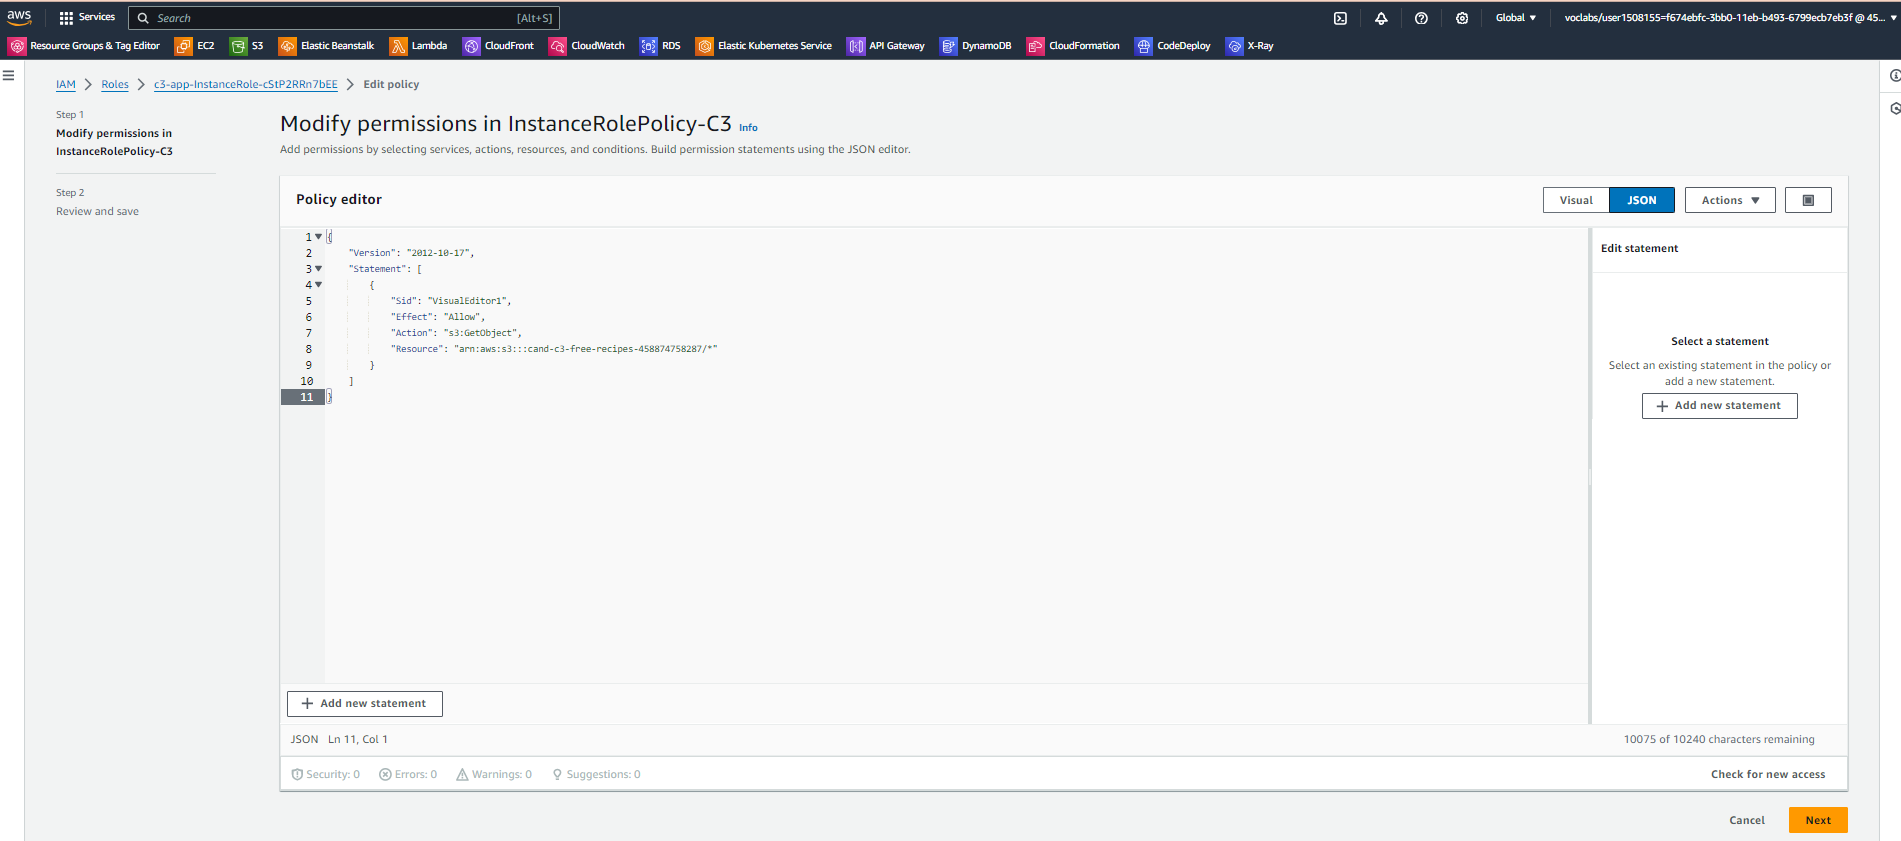 aws
Services
Search
[Alt+S]
Global
voclabs/user1508155=f674ebfc-3bb0-11eb-b493-6799ecb7eb3f @ 45...
Resource Groups & Tag Editor
EC2
S3
Elastic Beanstalk
Lambda
CloudFront
CloudWatch
RDS
Elastic Kubernetes Service
API Gateway
DynamoDB
CloudFormation
CodeDeploy
X-Ray
IAM
Roles
c3-app-InstanceRole-cStP2RRn7bEE
Edit policy
Step 1
Modify permissions in
InstanceRolePolicy-C3
Step 2
Review and save
Modify permissions in InstanceRolePolicy-C3 Info
Add permissions by selecting services, actions, resources, and conditions. Build permission statements using the JSON editor.
Policy editor
Visual
JSON
Actions
1 {
2 "Version": "2012-10-17",
3 "Statement": [
4 {
5 "Sid": "VisualEditor1",
6 "Effect": "Allow",
7 "Action": "s3:GetObject",
8 "Resource": "arn:aws:s3:::cand-c3-free-recipes-458874758287/*"
9 }
10 ]
11 }
Edit statement
Select a statement
Select an existing statement in the policy or
add a new statement.
+ Add new statement
+ Add new statement
JSON Ln 11, Col 1
10075 of 10240 characters remaining
Security: 0
Errors: 0
Warnings: 0
Suggestions: 0
Check for new access
Cancel
Next